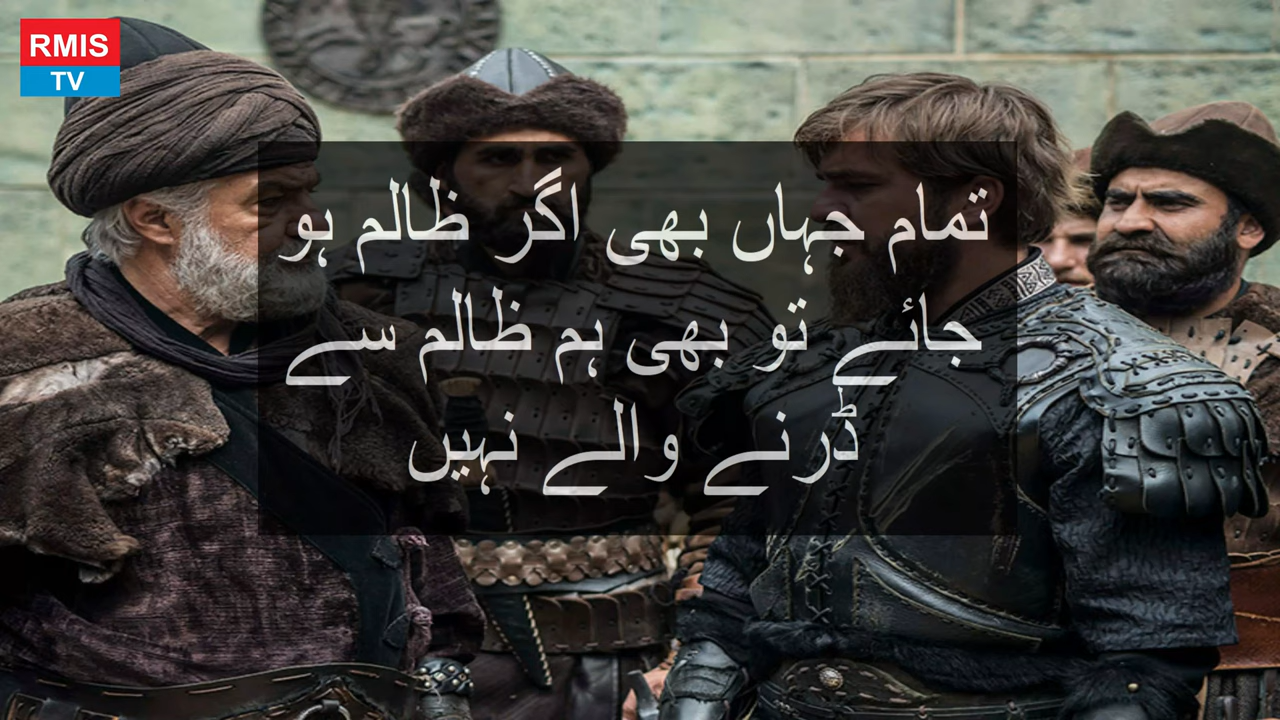 RMIS
TV
تمام جہاں بھی اگر ظالم ہو
جائے تو بھی ہم ظالم سے
ڈرنے والے نہیں